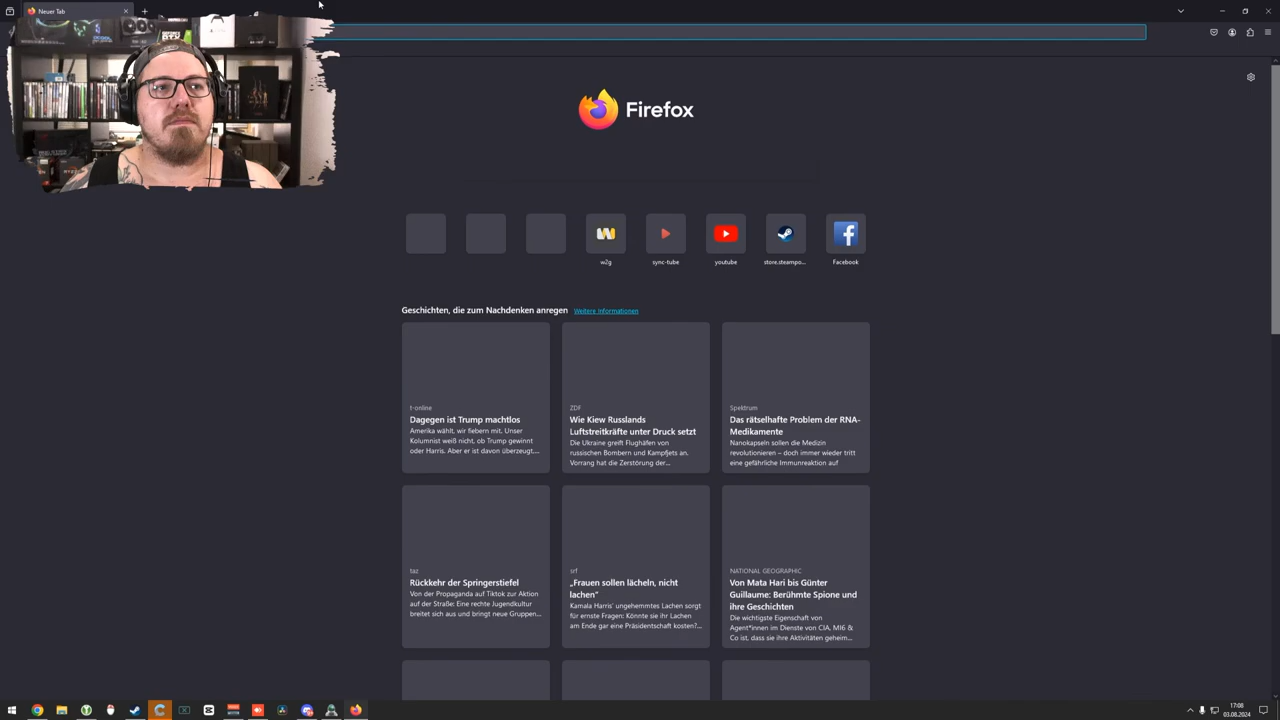 Neuer Tab
Firefox
w2g
sync-tube
youtube
store.steampo...
Facebook
Geschichten, die zum Nachdenken anregen Weitere Informationen
t-online
Dagegen ist Trump machtlos
Amerika wählt, wir fiebern mit. Unser
Kolumnist weiß nicht, ob Trump gewinnt
oder Harris. Aber er ist davon überzeugt,...
ZDF
Wie Kiew Russlands
Luftstreitkräfte unter Druck setzt
Die Ukraine greift Flughäfen von
russischen Bombern und Kampfjets an.
Vorrang hat die Zerstörung der...
Spektrum
Das rätselhafte Problem der RNA-
Medikamente
Nanokapseln sollen die Medizin
revolutionieren – doch immer wieder tritt
eine gefährliche Immunreaktion auf
taz
Rückkehr der Springerstiefel
Von der Propaganda auf Tiktok zur Aktion
auf der Straße: Eine rechte Jugendkultur
breitet sich aus und bringt neue Gruppen...
srf
„Frauen sollen lächeln, nicht
lachen“
Kamala Harris' ungehemmtes Lachen sorgt
für ernste Fragen: Könnte sie ihr Lachen
am Ende gar eine Präsidentschaft kosten?...
NATIONAL GEOGRAPHIC
Von Mata Hari bis Günter
Guillaume: Berühmte Spione und
ihre Geschichten
Die wichtigste Eigenschaft von
Agent*innen im Dienste von CIA, MI6 &
Co ist, dass sie ihre Aktivitäten geheim...
17:08
03.08.2024